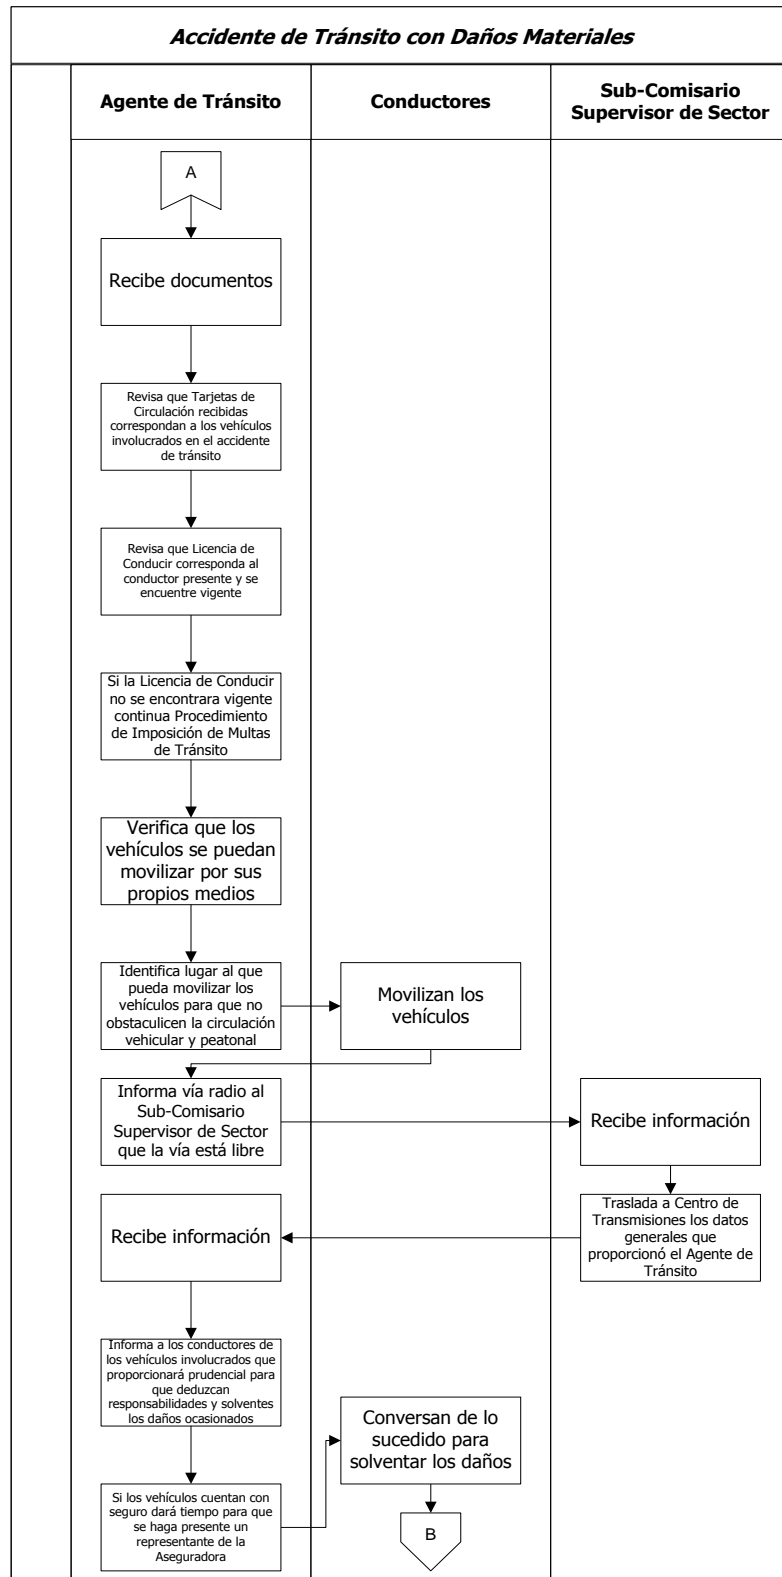 Accidente de Tránsito con Daños Materiales
Agente de Tránsito
Conductores
Sub-Comisario
Supervisor de Sector
A
Recibe documentos
Revisa que Tarjetas de
Circulación recibidas
correspondan a los vehículos
involucrados en el accidente
de tránsito
Revisa que Licencia de
Conducir corresponda al
conductor presente y se
encuentre vigente
Si la Licencia de Conducir
no se encontrara vigente
continua Procedimiento
de Imposición de Multas
de Tránsito
Verifica que los
vehículos se puedan
movilizar por sus
propios medios
Identifica lugar al que
pueda movilizar los
vehículos para que no
obstaculicen la circulación
vehicular y peatonal
Movilizan los
vehículos
Informa vía radio al
Sub-Comisario
Supervisor de Sector
que la vía está libre
Recibe información
Traslada a Centro de
Transmisiones los datos
generales que
proporcionó el Agente de
Tránsito
Recibe información
Informa a los conductores de
los vehículos involucrados que
proporcionará prudencial para
que deduzcan
responsabilidades y solventes
los daños ocasionados
Si los vehículos cuentan con
seguro dará tiempo para que
se haga presente un
representante de la
Aseguradora
Conversan de lo
sucedido para
solventar los daños
B